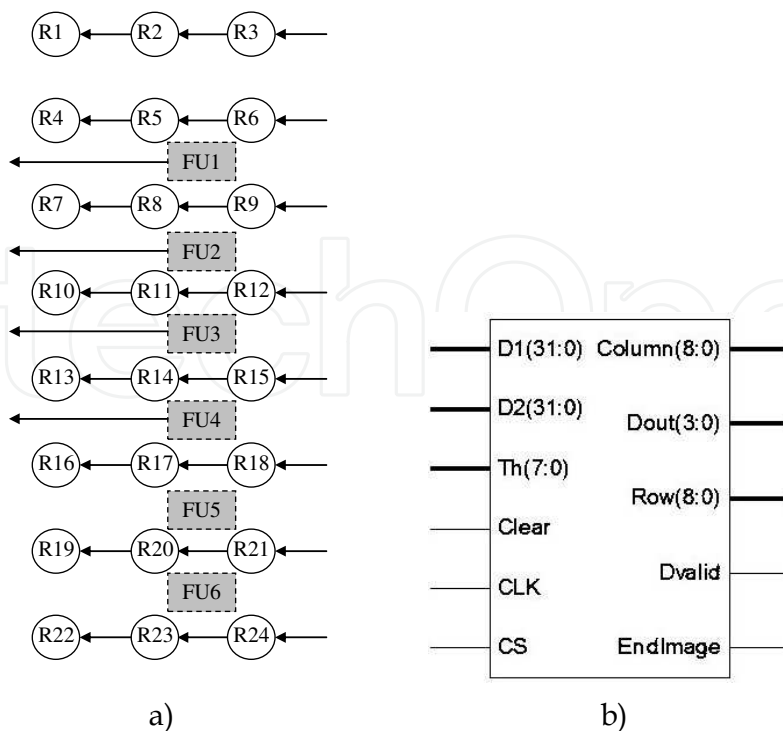 R1 R2 R3
R4 R5 R6
FU1
R7 R8 R9
FU2
R10 R11 R12
FU3
R13 R14 R15
FU4
R16 R17 R18
FU5
R19 R20 R21
FU6
R22 R23 R24
a)
D1(31:0) Column(8:0)
D2(31:0) Dout(3:0)
Th(7:0) Row(8:0)
Clear
CLK Dvalid
CS EndImage
b)
techOpe